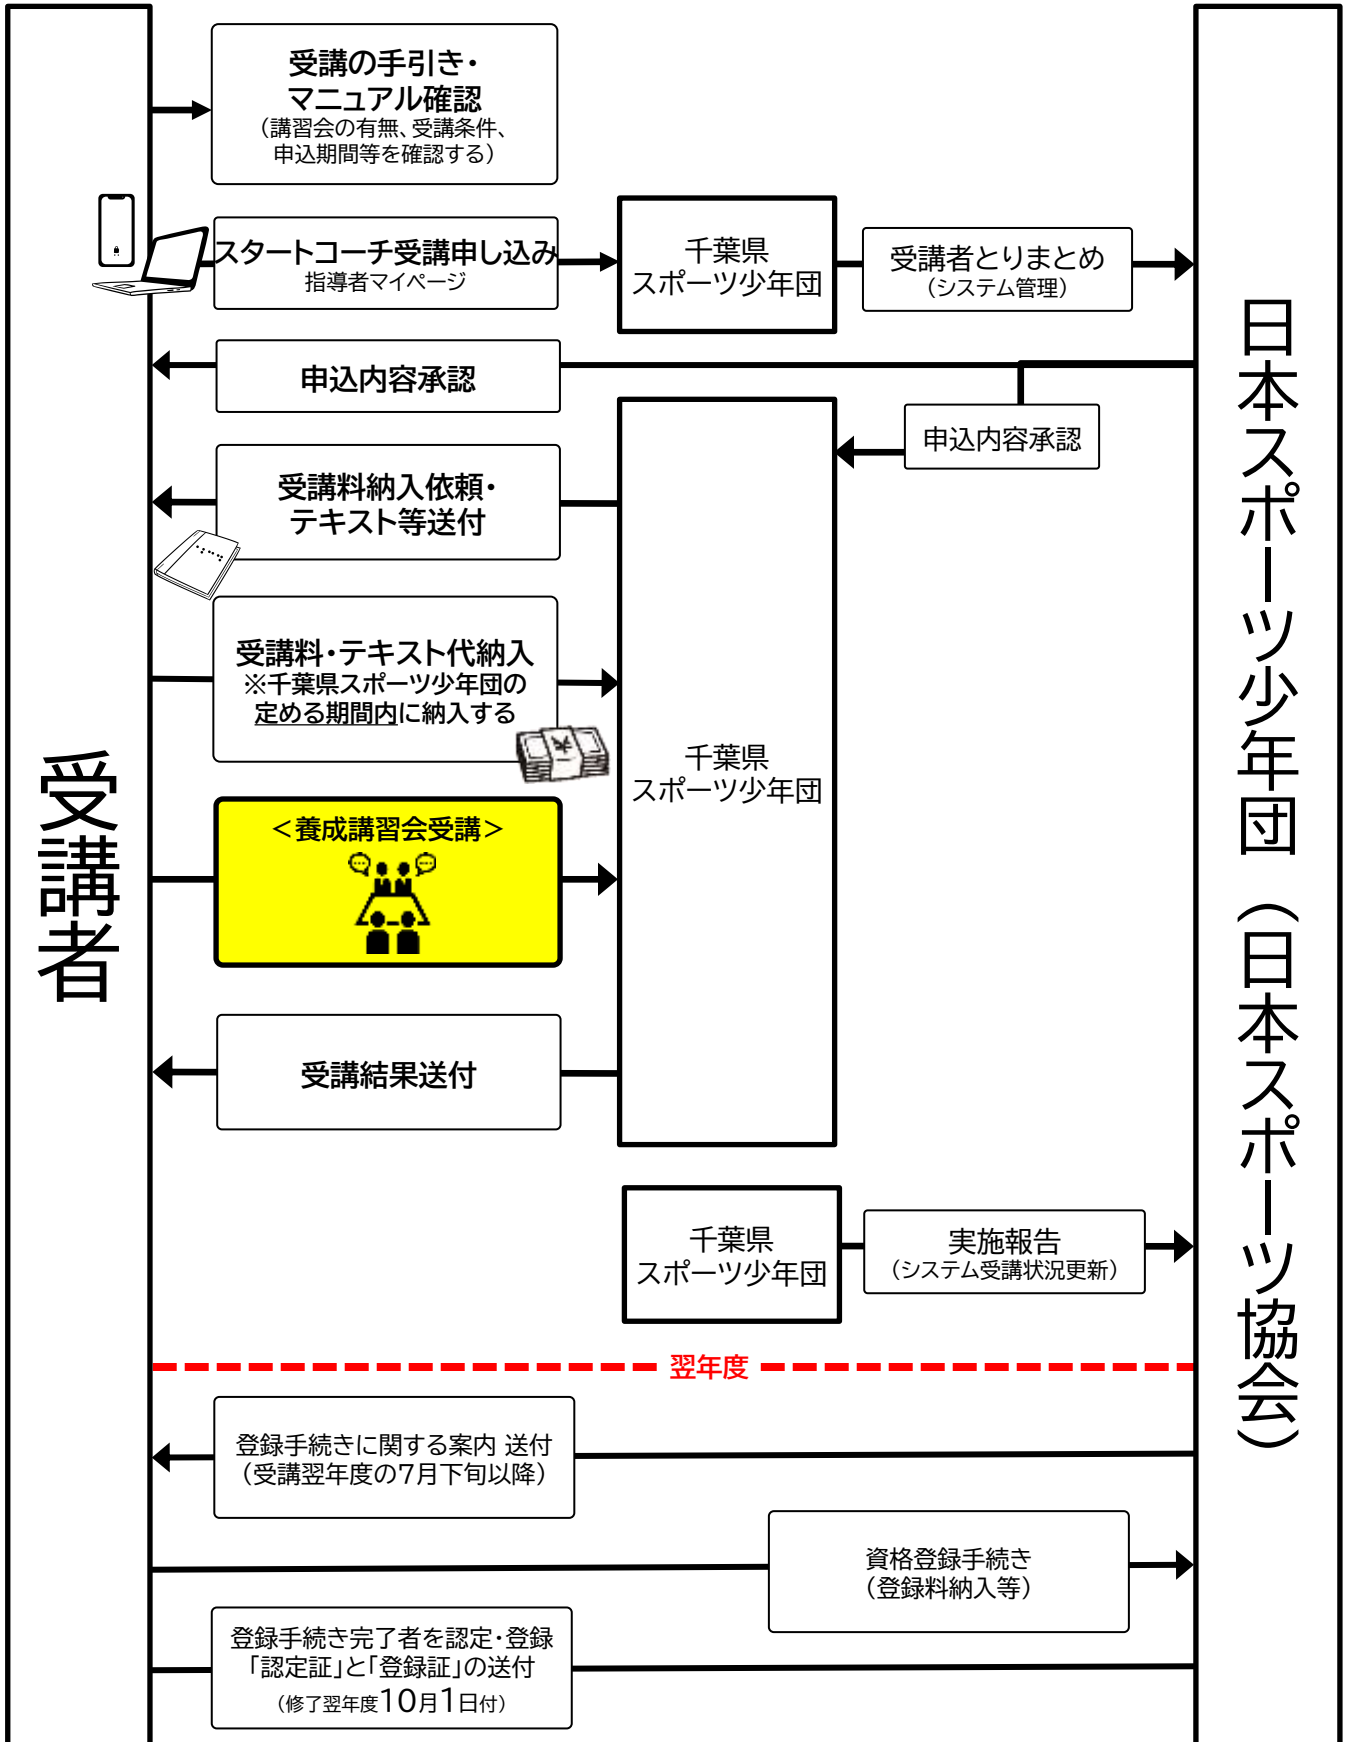 受講の手引き・
マニュアル確認
（講習会の有無、受講条件、
申込期間等を確認する）
スタートコーチ受講申し込み
指導者マイページ
千葉県
スポーツ少年団
受講者とりまとめ
（システム管理）
申込内容承認
申込内容承認
受講料納入依頼・
テキスト等送付
受講料・テキスト代納入
※千葉県スポーツ少年団の
定める期間内に納入する
千葉県
スポーツ少年団
＜養成講習会受講＞
受講結果送付
千葉県
スポーツ少年団
実施報告
（システム受講状況更新）
翌年度
登録手続きに関する案内 送付
（受講翌年度の7月下旬以降）
資格登録手続き
（登録料納入等）
登録手続き完了者を認定・登録
「認定証」と「登録証」の送付
（修了翌年度10月1日付）
受講者
日本スポーツ少年団（日本スポーツ協会）